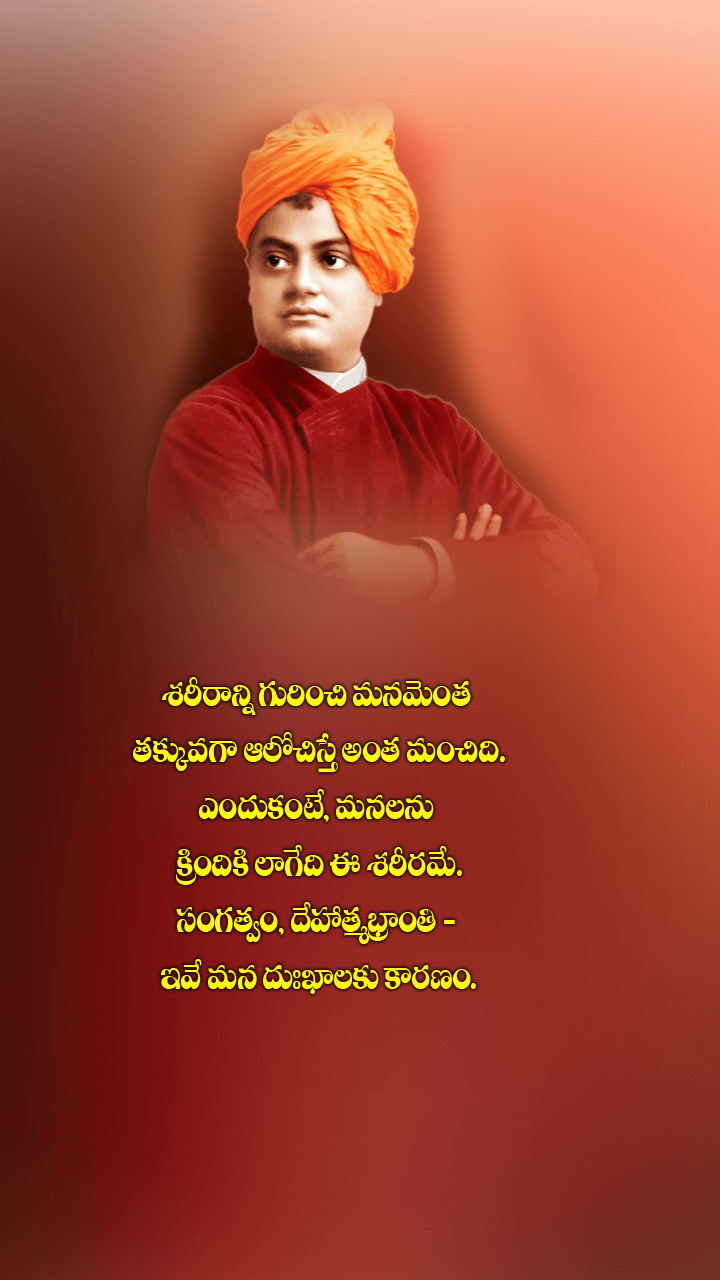 శరీరాన్ని గురించి మనమెంత
తక్కువగా ఆలోచిస్తే అంత మంచిది.
ఎందుకంటే, మనలను
క్రిందికి లాగేది ఈ శరీరమే.
సంగత్వం, దేహాత్మభ్రాంతి -
ఇవే మన దుఃఖాలకు కారణం.